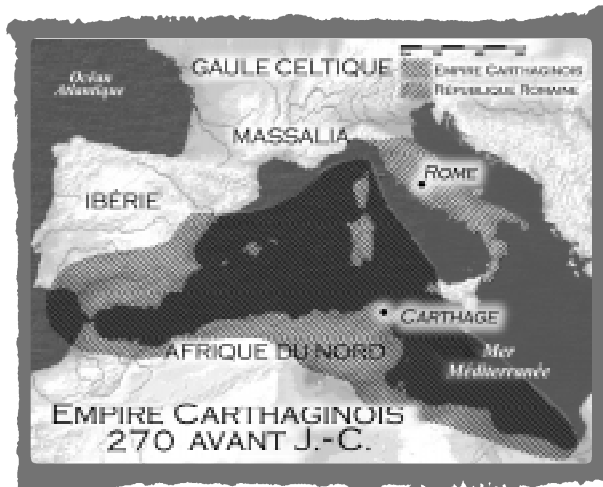 Océan
Atlantique
GAULE CELTIQUE
EMPIRE CARTHAGINOIS
RÉPUBLIQUE ROMAINE
MASSALIA
ROME
IBÉRIE
CARTHAGE
AFRIQUE DU NORD
Mer
Méditerranée
EMPIRE CARTHAGINOIS
270 AVANT J.-C.